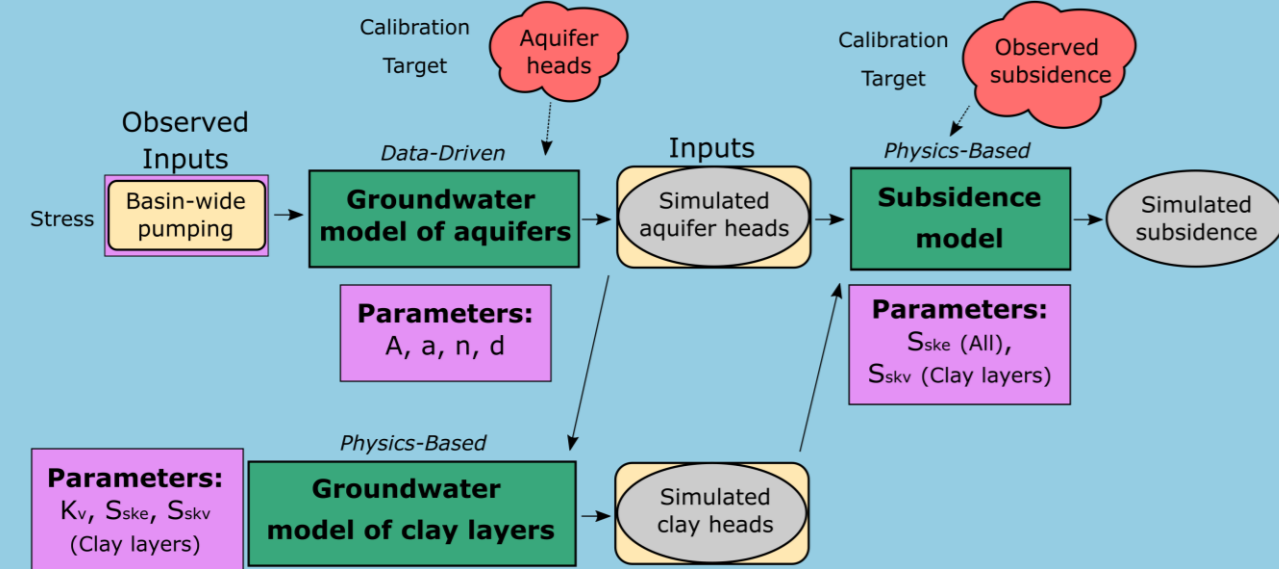 Calibration
Target
Aquifer
heads
Calibration
Target
Observed
subsidence
Observed
Inputs
Stress
Basin-wide
pumping
Data-Driven
Groundwater
model of aquifers
Inputs
Simulated
aquifer heads
Physics-Based
Subsidence
model
Simulated
subsidence
Parameters:
A, a, n, d
Parameters:
Sske (All),
Sskv (Clay layers)
Physics-Based
Parameters:
Kv, Sske, Sskv
(Clay layers)
Groundwater
model of clay layers
Simulated
clay heads